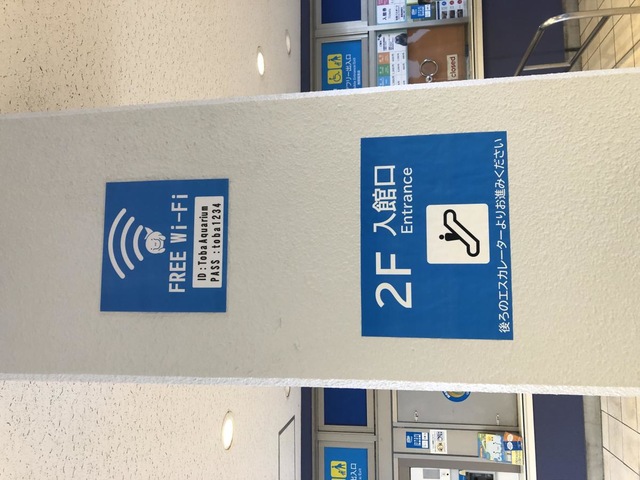 FREE Wi-Fi
ID:TobaAquarium
PASS:toba1234
2F 入館口
Entrance
後ろのエスカレーターよりお進みください
closed